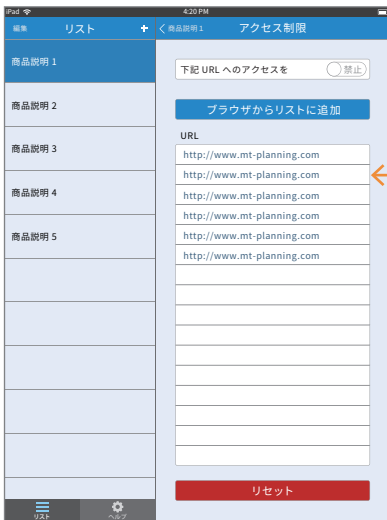 iPad 4:20 PM
編集 リスト + < 商品説明 1 アクセス制限
商品説明 1
商品説明 2
商品説明 3
商品説明 4
商品説明 5
下記 URL へのアクセスを 禁止
ブラウザからリストに追加
URL
http://www.mt-planning.com
http://www.mt-planning.com
http://www.mt-planning.com
http://www.mt-planning.com
http://www.mt-planning.com
http://www.mt-planning.com
リセット
リスト ヘルプ